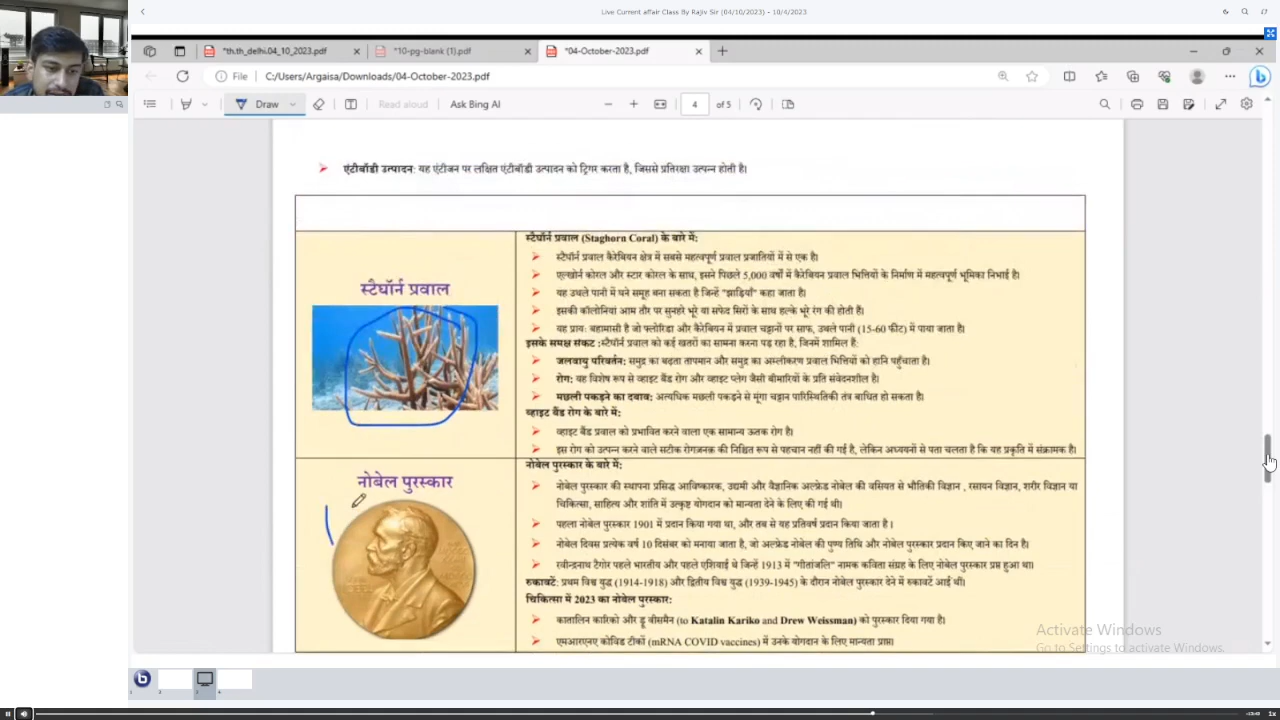 Live Current affair Class By Rajiv Sir (04/10/2023) - 10/4/2023
*th.th_delhi.04_10_2023.pdf
*10-pg-blank (1).pdf
*04-October-2023.pdf
File C:/Users/Argaisa/Downloads/04-October-2023.pdf
Draw Read aloud Ask Bing AI 4 of 5
एंटीबॉडी उत्पादन: यह एंटीजन पर लक्षित एंटीबॉडी उत्पादन को ट्रिगर करता है, जिससे प्रतिरक्षा उत्पन्न होती है।
स्टैघॉर्न प्रवाल
स्टैघॉर्न प्रवाल (Staghorn Coral) के बारे में:
स्टैघॉर्न प्रवाल कैरेबियन क्षेत्र में सबसे महत्वपूर्ण प्रवाल प्रजातियों में से एक है।
एल्खोर्न कोरल और स्टार कोरल के साथ, इसने पिछले 5,000 वर्षों में कैरेबियन प्रवाल भित्तियों के निर्माण में महत्वपूर्ण भूमिका निभाई है।
यह उथले पानी में घने समूह बना सकता है जिन्हें "झाड़ियाँ" कहा जाता है।
इसकी कॉलोनियां आम तौर पर सुनहरे भूरे या सफेद सिरों के साथ हल्के भूरे रंग की होती हैं।
यह प्रायः बहामासी है जो फ्लोरिडा और कैरेबियन में प्रवाल चट्टानों पर साफ, उथले पानी (15-60 फीट) में पाया जाता है।
इसके समक्ष संकट :स्टैघॉर्न प्रवाल को कई खतरों का सामना करना पड़ रहा है, जिनमें शामिल हैं:
जलवायु परिवर्तन: समुद्र का बढ़ता तापमान और समुद्र का अम्लीकरण प्रवाल भित्तियों को हानि पहुँचाता है।
रोग: यह विशेष रूप से व्हाइट बैंड रोग और व्हाइट प्लेग जैसी बीमारियों के प्रति संवेदनशील है।
मछली पकड़ने का दबाव: अत्यधिक मछली पकड़ने से मूंगा चट्टान पारिस्थितिकी तंत्र बाधित हो सकता है।
व्हाइट बैंड रोग के बारे में:
व्हाइट बैंड प्रवाल को प्रभावित करने वाला एक सामान्य ऊतक रोग है।
इस रोग को उत्पन्न करने वाले सटीक रोगजनक की निश्चित रूप से पहचान नहीं की गई है, लेकिन अध्ययनों से पता चलता है कि यह प्रकृति में संक्रामक है।
नोबेल पुरस्कार
नोबेल पुरस्कार के बारे में:
नोबेल पुरस्कार की स्थापना प्रसिद्ध आविष्कारक, उद्यमी और वैज्ञानिक अल्फ्रेड नोबेल की वसियत से भौतिकी विज्ञान , रसायन विज्ञान, शरीर विज्ञान या
चिकित्सा, साहित्य और शांति में उत्कृष्ट योगदान को मान्यता देने के लिए की गई थी।
पहला नोबेल पुरस्कार 1901 में प्रदान किया गया था, और तब से यह प्रतिवर्ष प्रदान किया जाता है ।
नोबेल दिवस प्रत्येक वर्ष 10 दिसंबर को मनाया जाता है, जो अल्फ्रेड नोबेल की पुण्य तिथि और नोबेल पुरस्कार प्रदान किए जाने का दिन है।
रवीन्द्रनाथ टैगोर पहले भारतीय और पहले एशियाई थे जिन्हें 1913 में "गीतांजलि" नामक कविता संग्रह के लिए नोबेल पुरस्कार प्राप्त हुआ था।
रुकावटें: प्रथम विश्व युद्ध (1914-1918) और द्वितीय विश्व युद्ध (1939-1945) के दौरान नोबेल पुरस्कार देने में रुकावटें आई थीं।
चिकित्सा में 2023 का नोबेल पुरस्कार:
कातालिन कारिको और ड्रू वीसमैन (to Katalin Kariko and Drew Weissman) को पुरस्कार दिया गया है।
एमआरएनए कोविड टीकों (mRNA COVID vaccines) में उनके योगदान के लिए मान्यता प्राप्त।
Activate Windows
Go to Settings to activate Windows.
1x